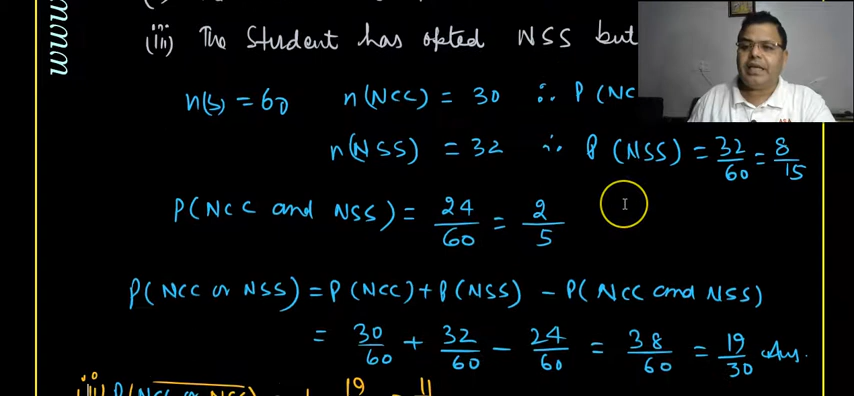 www
(iii) The Student has opted NSS but
n(s) = 60 n(NCC) = 30 ∴ P (NC
n(NSS) = 32 ∴ P (NSS) = 32/60 = 8/15
P(NCC and NSS) = 24/60 = 2/5
P(NCC or NSS) = P(NCC) + P(NSS) - P(NCC and NSS)
= 30/60 + 32/60 - 24/60 = 38/60 = 19/30 Ans.